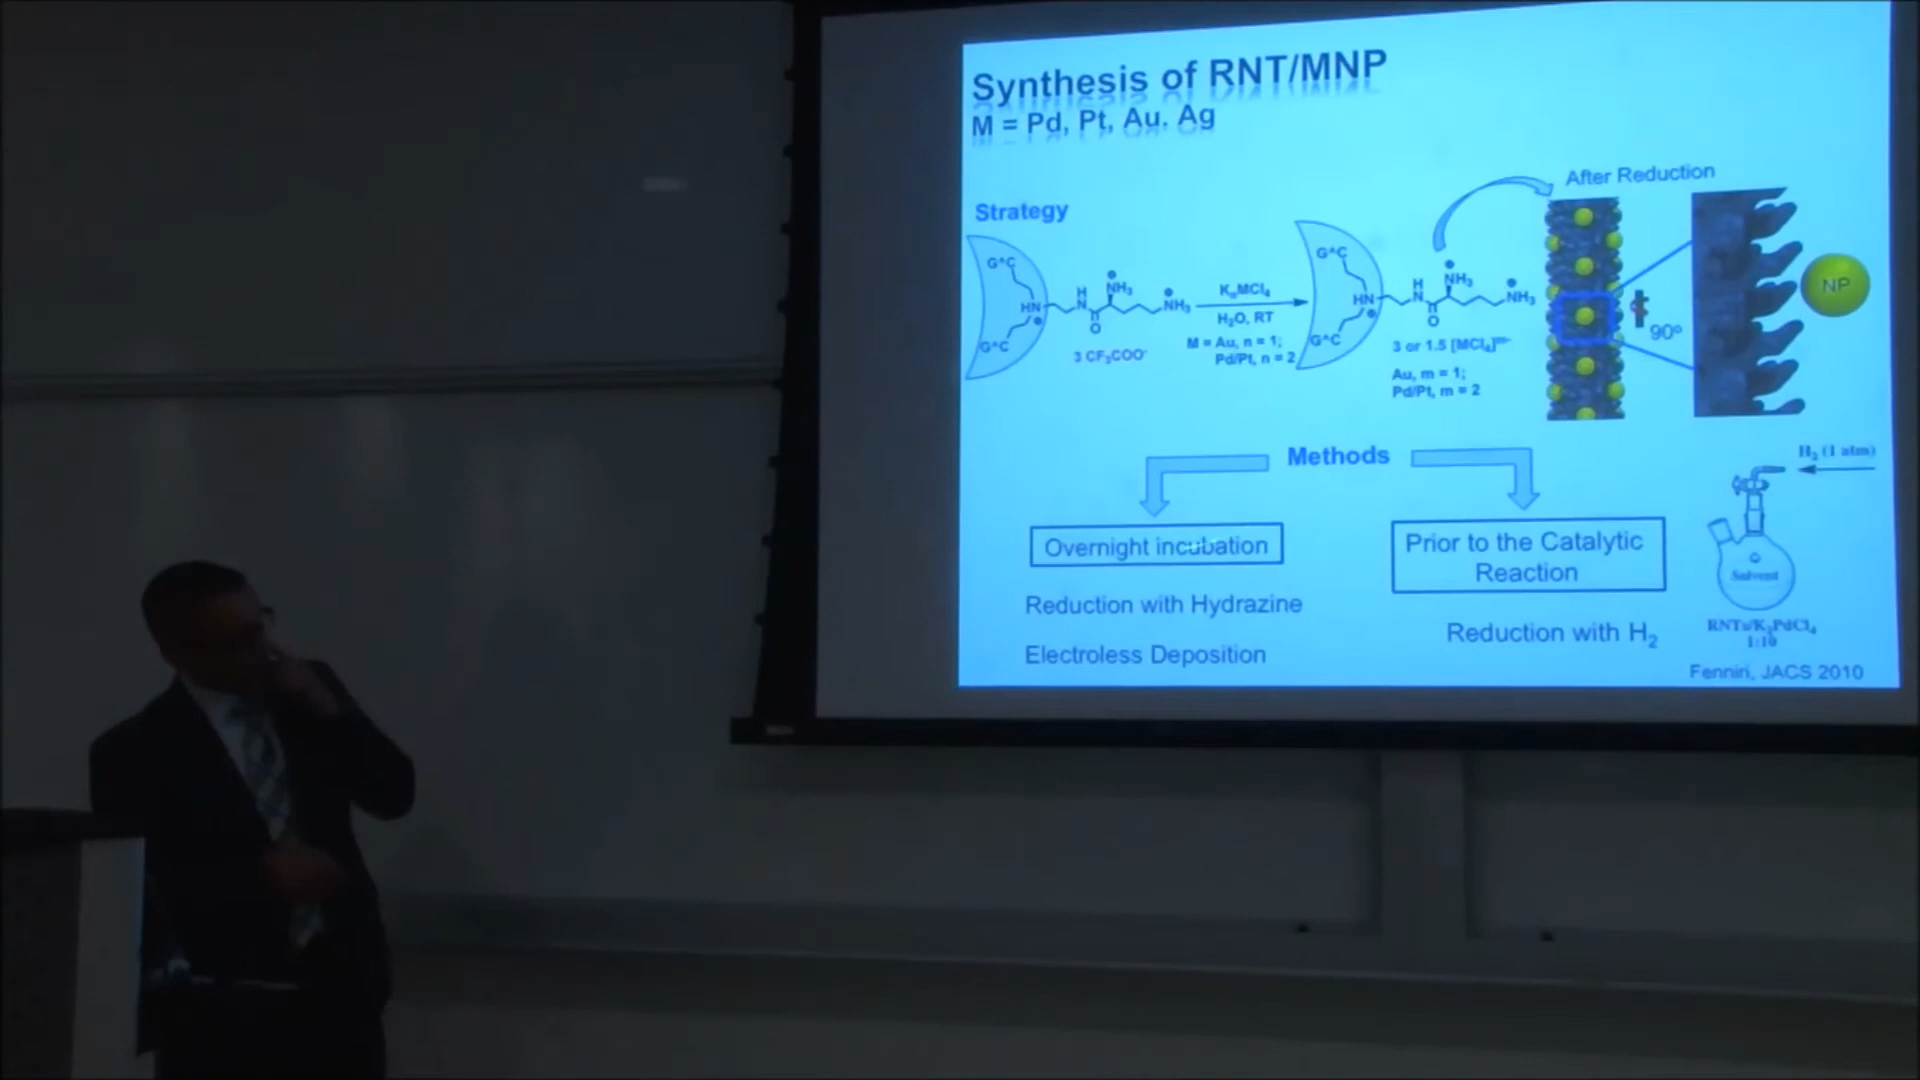 Synthesis of RNT/MNP
M = Pd, Pt, Au. Ag
Strategy
After Reduction
G^C
HN
G^C
H
N
O
NH₃
NH₃
3 CF₃COO⁻
KₙMCl₄
H₂O, RT
M = Au, n = 1;
Pd/Pt, n = 2
G^C
HN
G^C
H
N
O
NH₃
NH₃
3 or 1.5 [MCl₄]ᵐ⁻
Au, m = 1;
Pd/Pt, m = 2
90º
NP
Methods
Overnight incubation
Reduction with Hydrazine
Electroless Deposition
Prior to the Catalytic
Reaction
Reduction with H₂
H₂ (1 atm)
Solvent
RNTs/K₂PdCl₄
1:10
Fenniri, JACS 2010